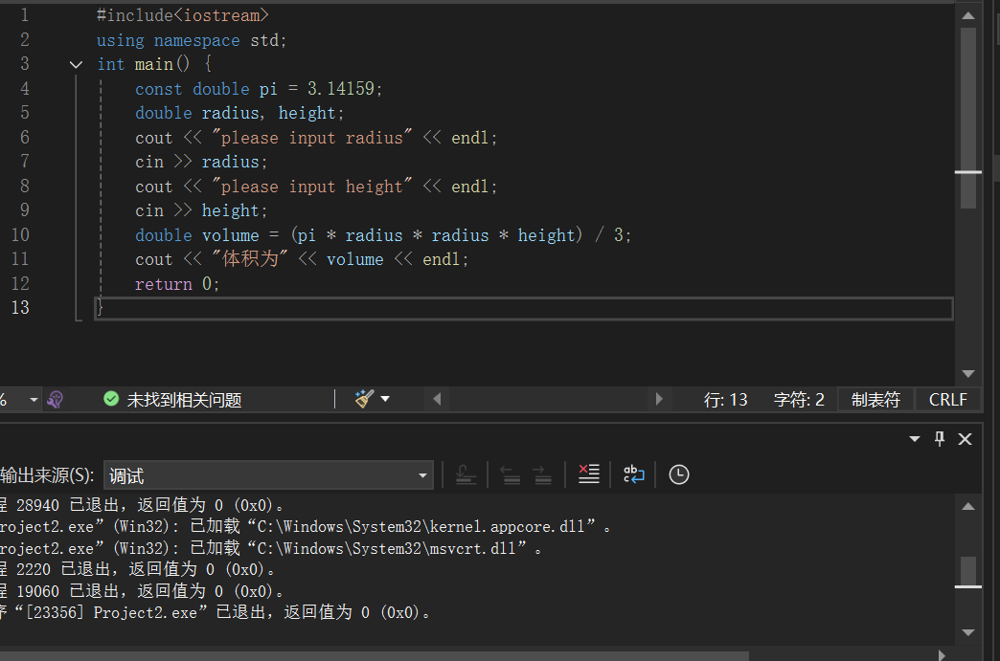 1 #include<iostream>
2 using namespace std;
3 int main() {
4 const double pi = 3.14159;
5 double radius, height;
6 cout << "please input radius" << endl;
7 cin >> radius;
8 cout << "please input height" << endl;
9 cin >> height;
10 double volume = (pi * radius * radius * height) / 3;
11 cout << "体积为" << volume << endl;
12 return 0;
13 }
% 未找到相关问题 行: 13 字符: 2 制表符 CRLF
输出来源(S): 调试
程 28940 已退出，返回值为 0 (0x0)。
roject2.exe”(Win32): 已加载“C:\Windows\System32\kernel.appcore.dll”。
roject2.exe”(Win32): 已加载“C:\Windows\System32\msvcrt.dll”。
程 2220 已退出，返回值为 0 (0x0)。
程 19060 已退出，返回值为 0 (0x0)。
序“[23356] Project2.exe”已退出，返回值为 0 (0x0)。